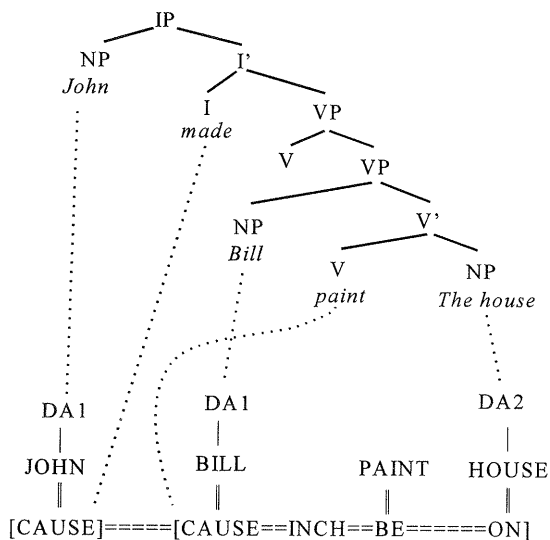 IP
NP I’
John
I VP
made
V VP
NP V’
Bill
V NP
paint The house
DA1 DA1 DA2
JOHN BILL PAINT HOUSE
[CAUSE]=====[CAUSE==INCH=BE======ON]